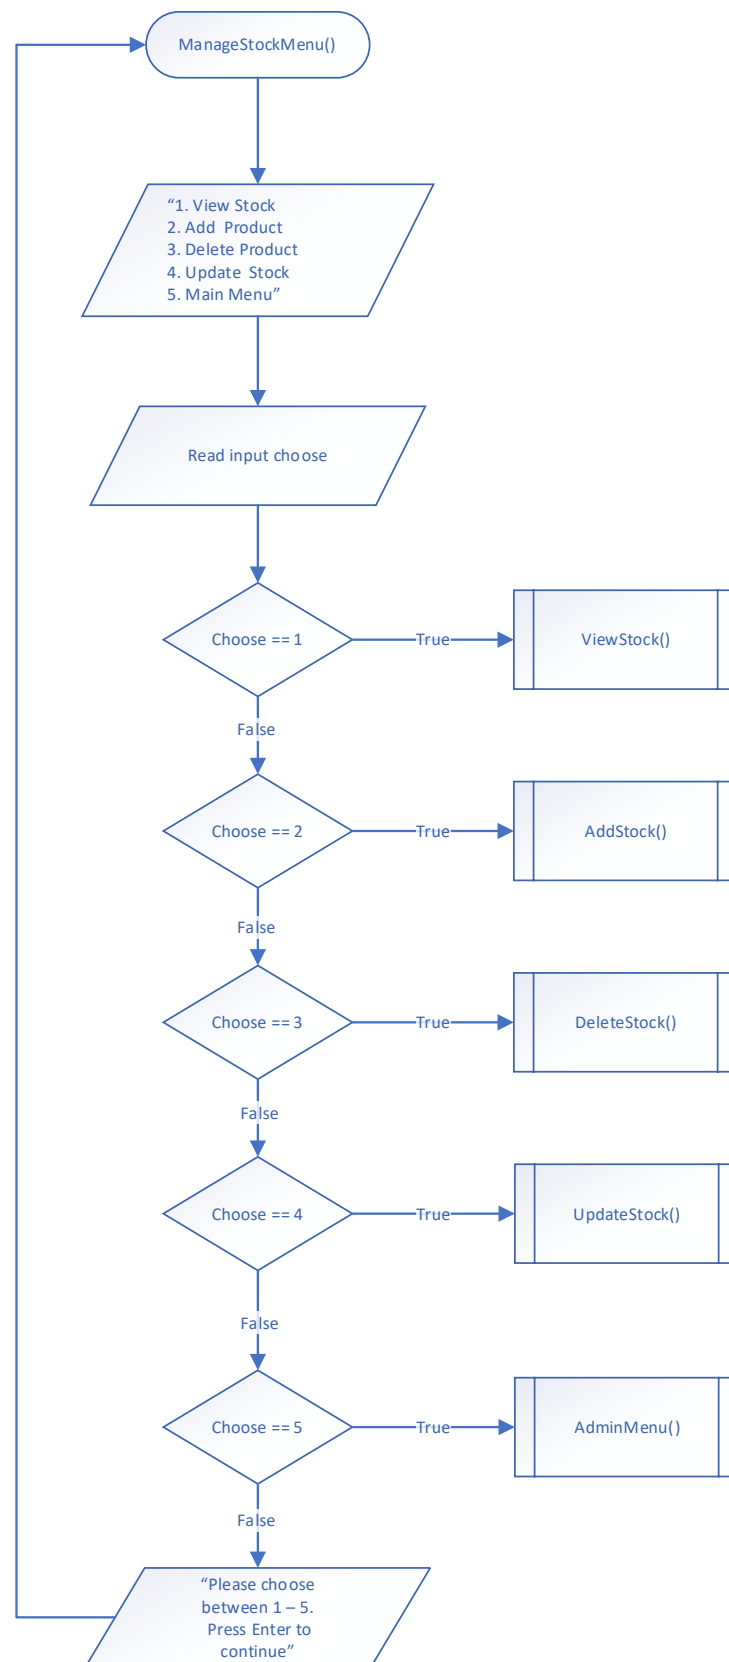 ManageStockMenu()
“1. View Stock
2. Add Product
3. Delete Product
4. Update Stock
5. Main Menu”
Read input choose
Choose == 1
True
ViewStock()
False
Choose == 2
True
AddStock()
False
Choose == 3
True
DeleteStock()
False
Choose == 4
True
UpdateStock()
False
Choose == 5
True
AdminMenu()
False
“Please choose
between 1 – 5.
Press Enter to
continue”